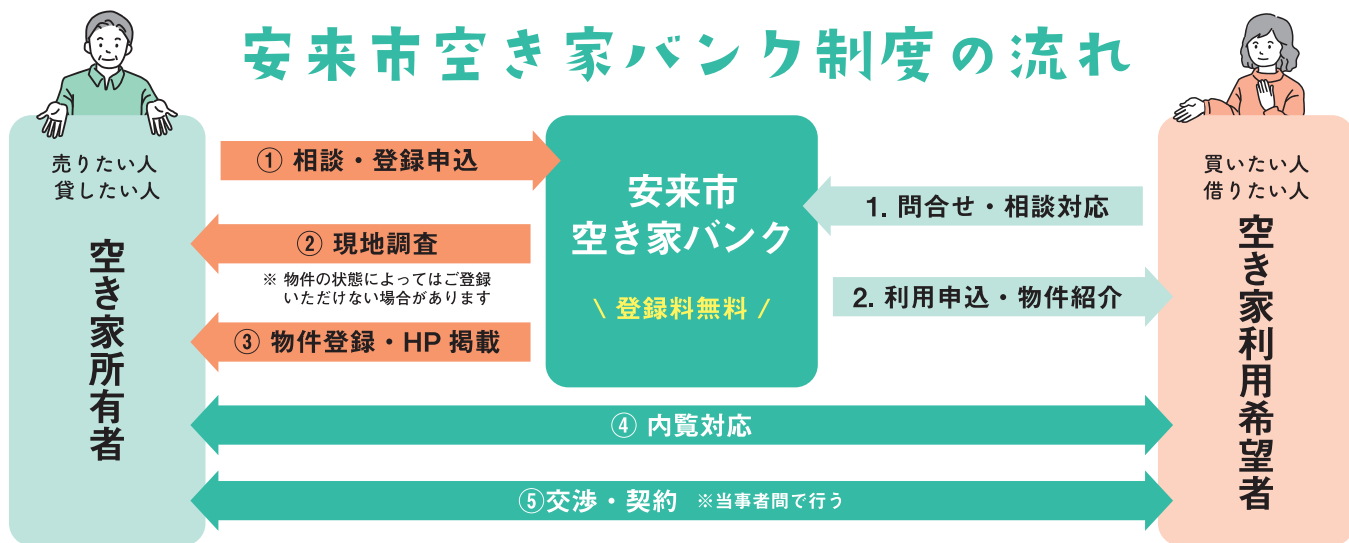 安来市空き家バンク制度の流れ
売りたい人
貸したい人
空き家所有者
① 相談・登録申込
② 現地調査
※ 物件の状態によってはご登録
いただけない場合があります
③ 物件登録・HP 掲載
安来市
空き家バンク
\ 登録料無料 /
1. 問合せ・相談対応
2. 利用申込・物件紹介
買いたい人
借りたい人
空き家利用希望者
④ 内覧対応
⑤交渉・契約 ※当事者間で行う